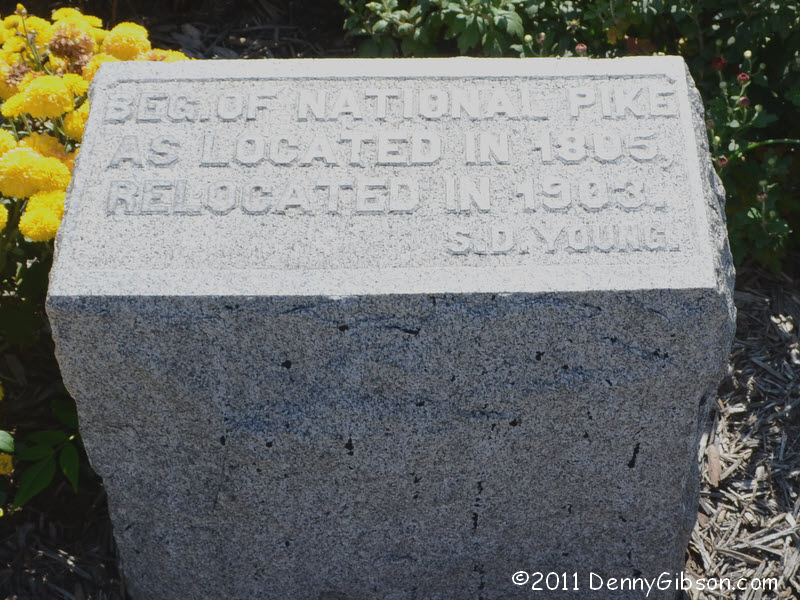 BEG. OF NATIONAL PIKE
AS LOCATED IN 1805,
RELOCATED IN 1903.
S.D. YOUNG.
©2011 DennyGibson.com